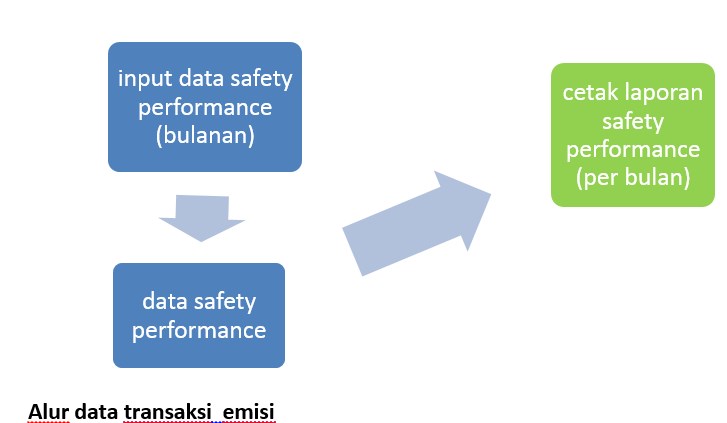 input data safety
performance
(bulanan)
cetak laporan
safety
performance
(per bulan)
data safety
performance
Alur data transaksi emisi